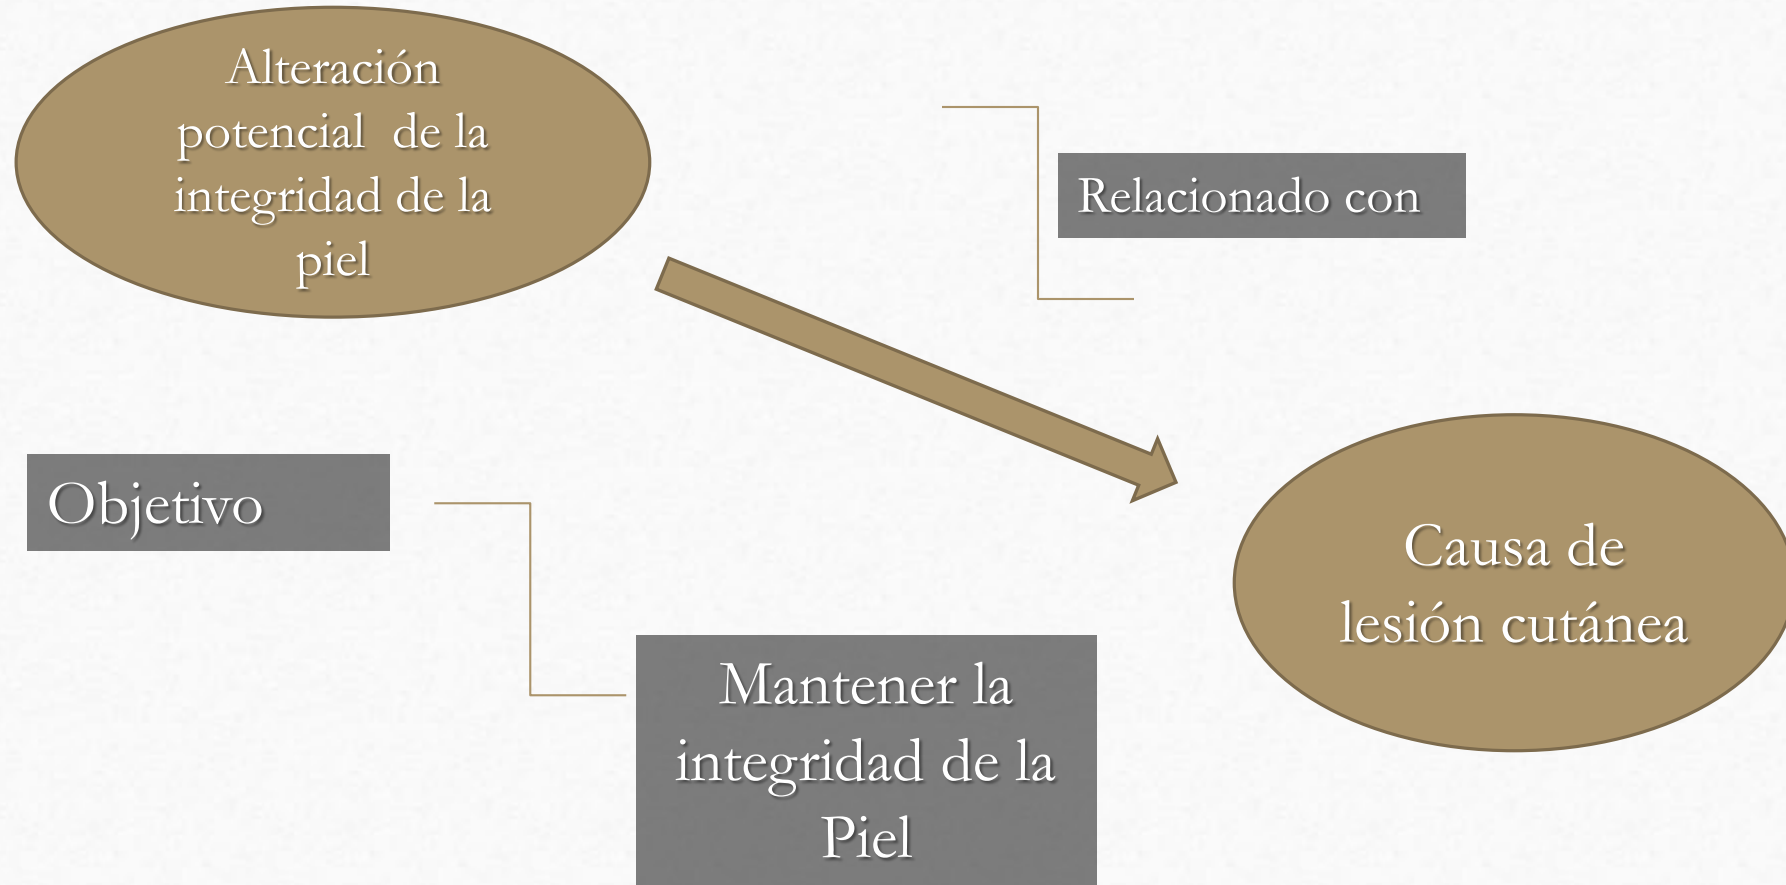 Alteración
potencial  de la
integridad de la
piel
Relacionado con
Objetivo
Causa de
lesión cutánea
Mantener la
integridad de la
Piel